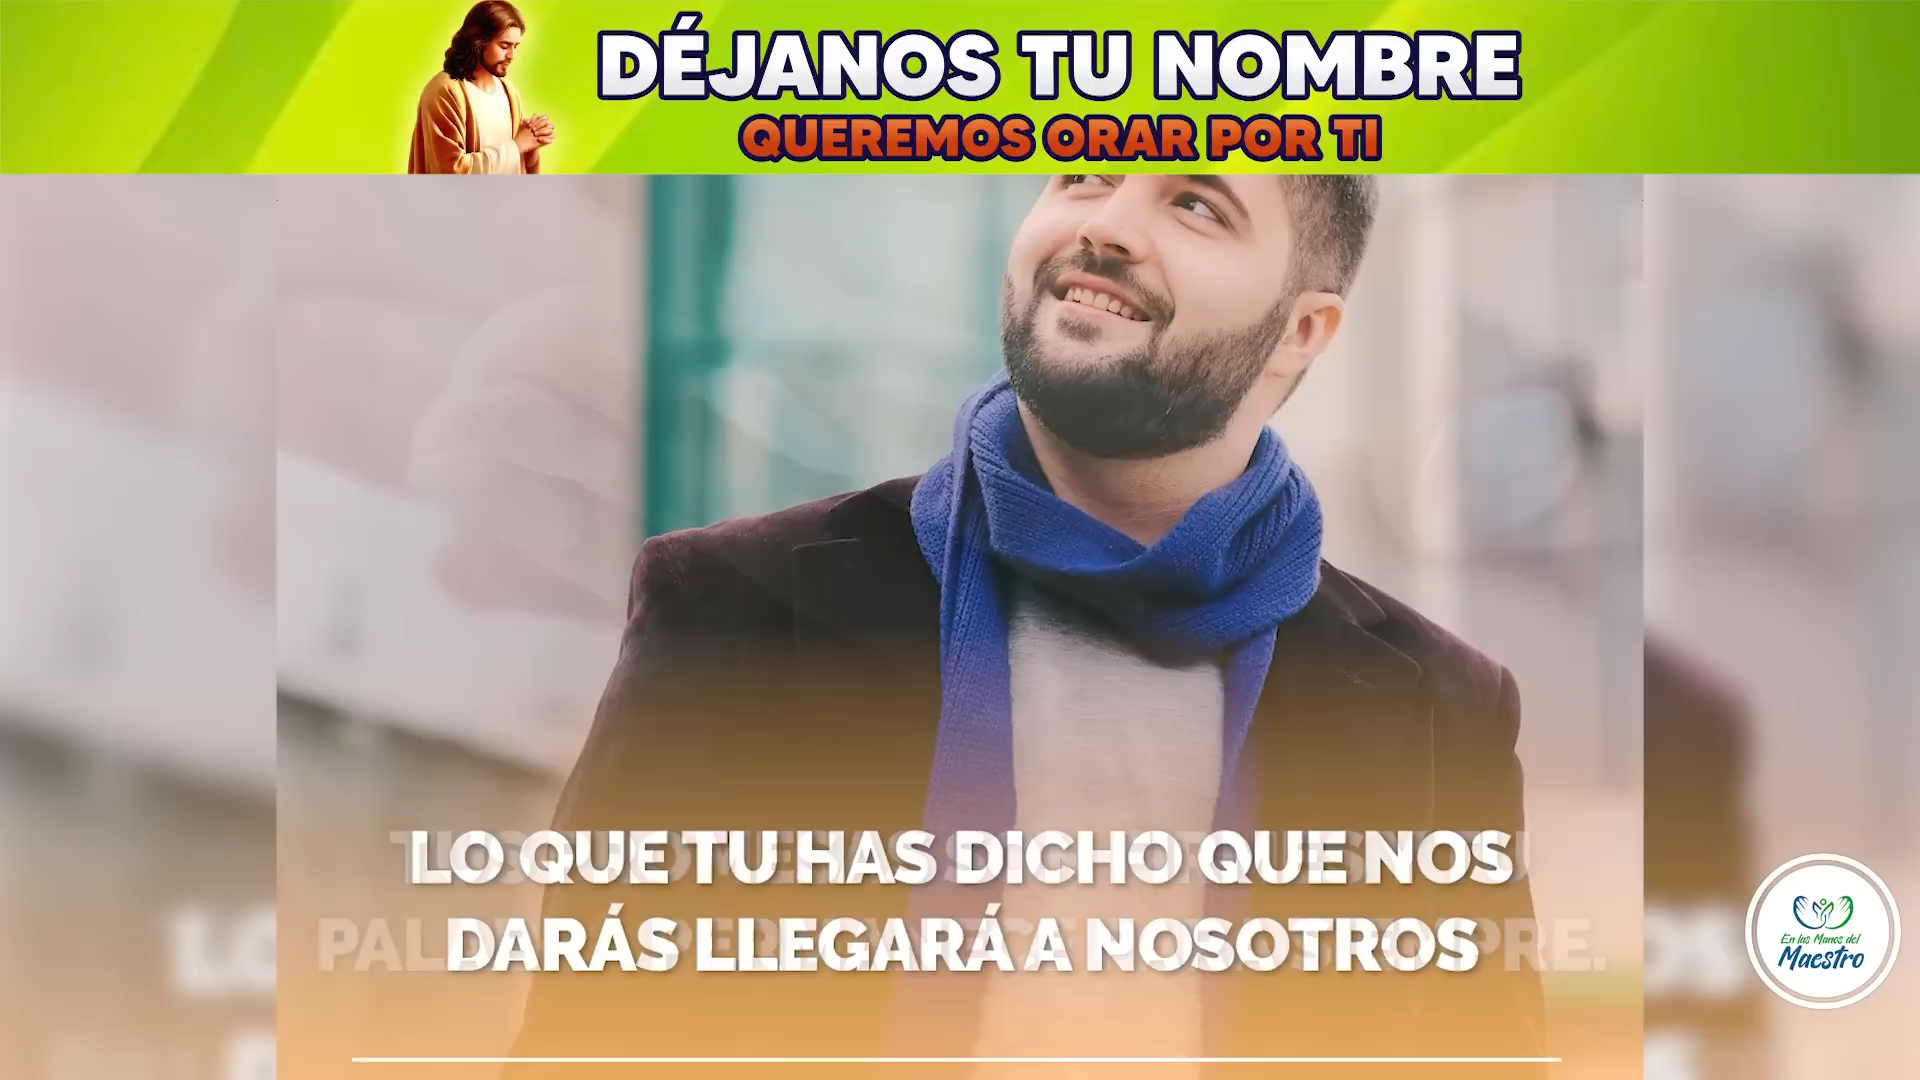 DÉJANOS TU NOMBRE
QUEREMOS ORAR POR TI
LO QUE TU HAS DICHO QUE NOS
DARÁS LLEGARÁ A NOSOTROS
En las Manos del
Maestro